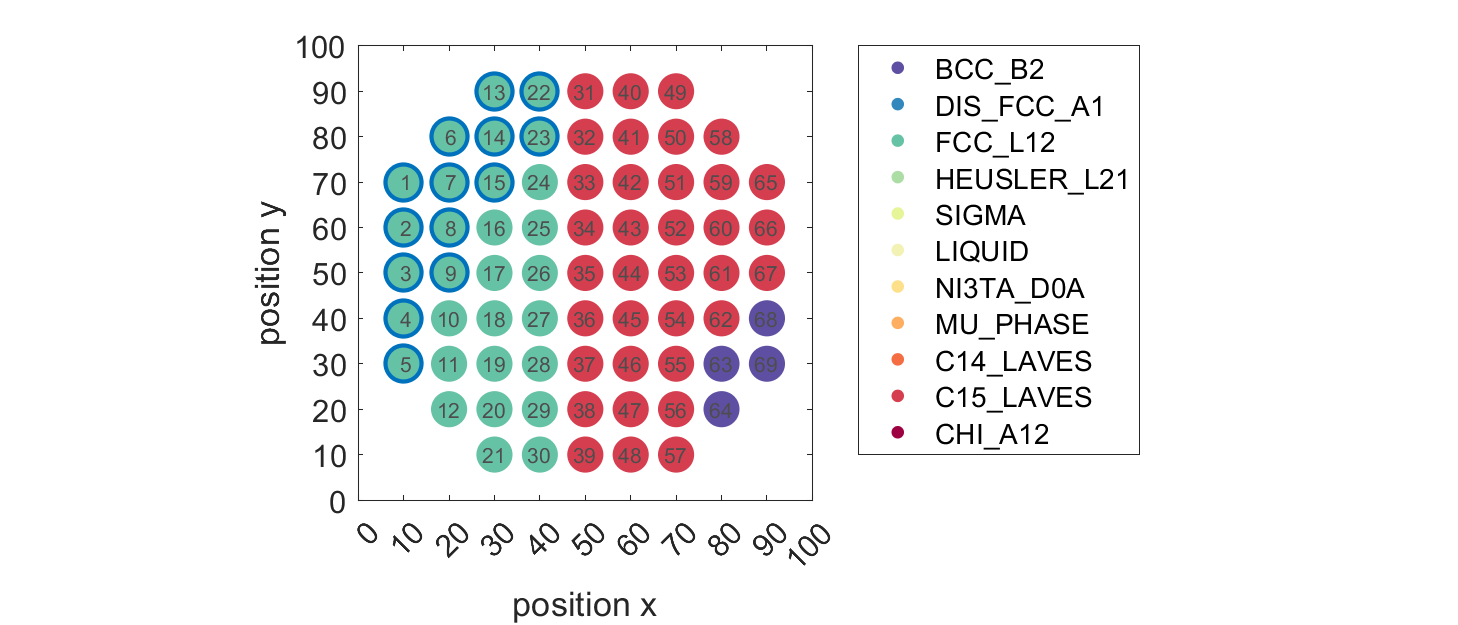 100
90
80
70
60
50
40
30
20
10
0
position y
13 22 31 40 49
6 14 23 32 41 50 58
1 7 15 24 33 42 51 59 65
2 8 16 25 34 43 52 60 66
3 9 17 26 35 44 53 61 67
4 10 18 27 36 45 54 62 68
5 11 19 28 37 46 55 63 69
12 20 29 38 47 56 64
21 30 39 48 57
0 10 20 30 40 50 60 70 80 90 100
position x
BCC_B2
DIS_FCC_A1
FCC_L12
HEUSLER_L21
SIGMA
LIQUID
NI3TA_D0A
MU_PHASE
C14_LAVES
C15_LAVES
CHI_A12